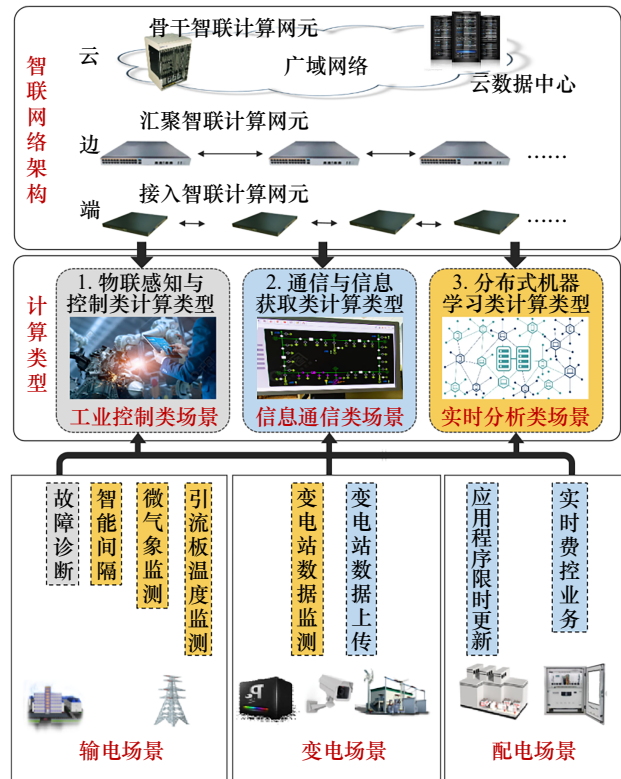 智联网络架构
云
骨干智联计算网元
广域网络
云数据中心
边
汇聚智联计算网元
......
端
接入智联计算网元
......
计算类型
1. 物联感知与
控制类计算类型
工业控制类场景
2. 通信与信息
获取类计算类型
信息通信类场景
3. 分布式机器
学习类计算类型
实时分析类场景
故障诊断
智能间隔
微气象监测
引流板温度监测
输电场景
变电站数据监测
变电站数据上传
变电场景
应用程序限时更新
实时费控业务
配电场景